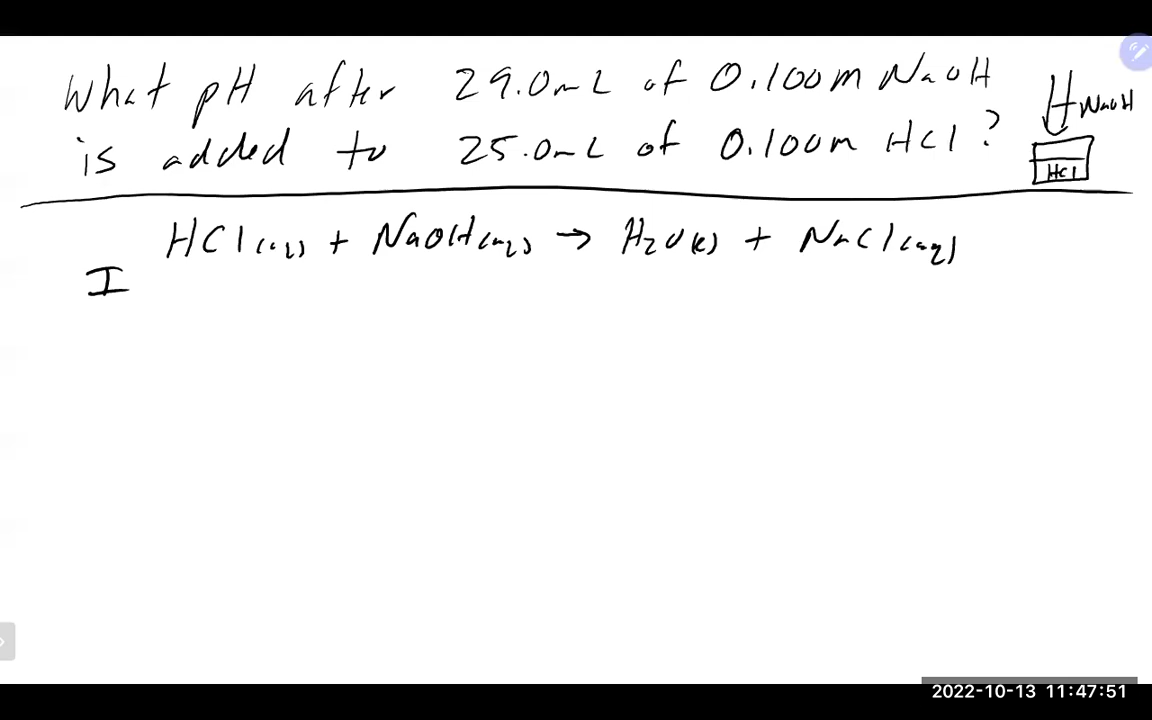 What pH after 29.0mL of 0.100m NaOH
is added to 25.0mL of 0.100m HCl?
NaOH
HCl
HCl(aq) + NaOH(aq) → H2O(l) + NaCl(aq)
I
2022-10-13 11:47:51